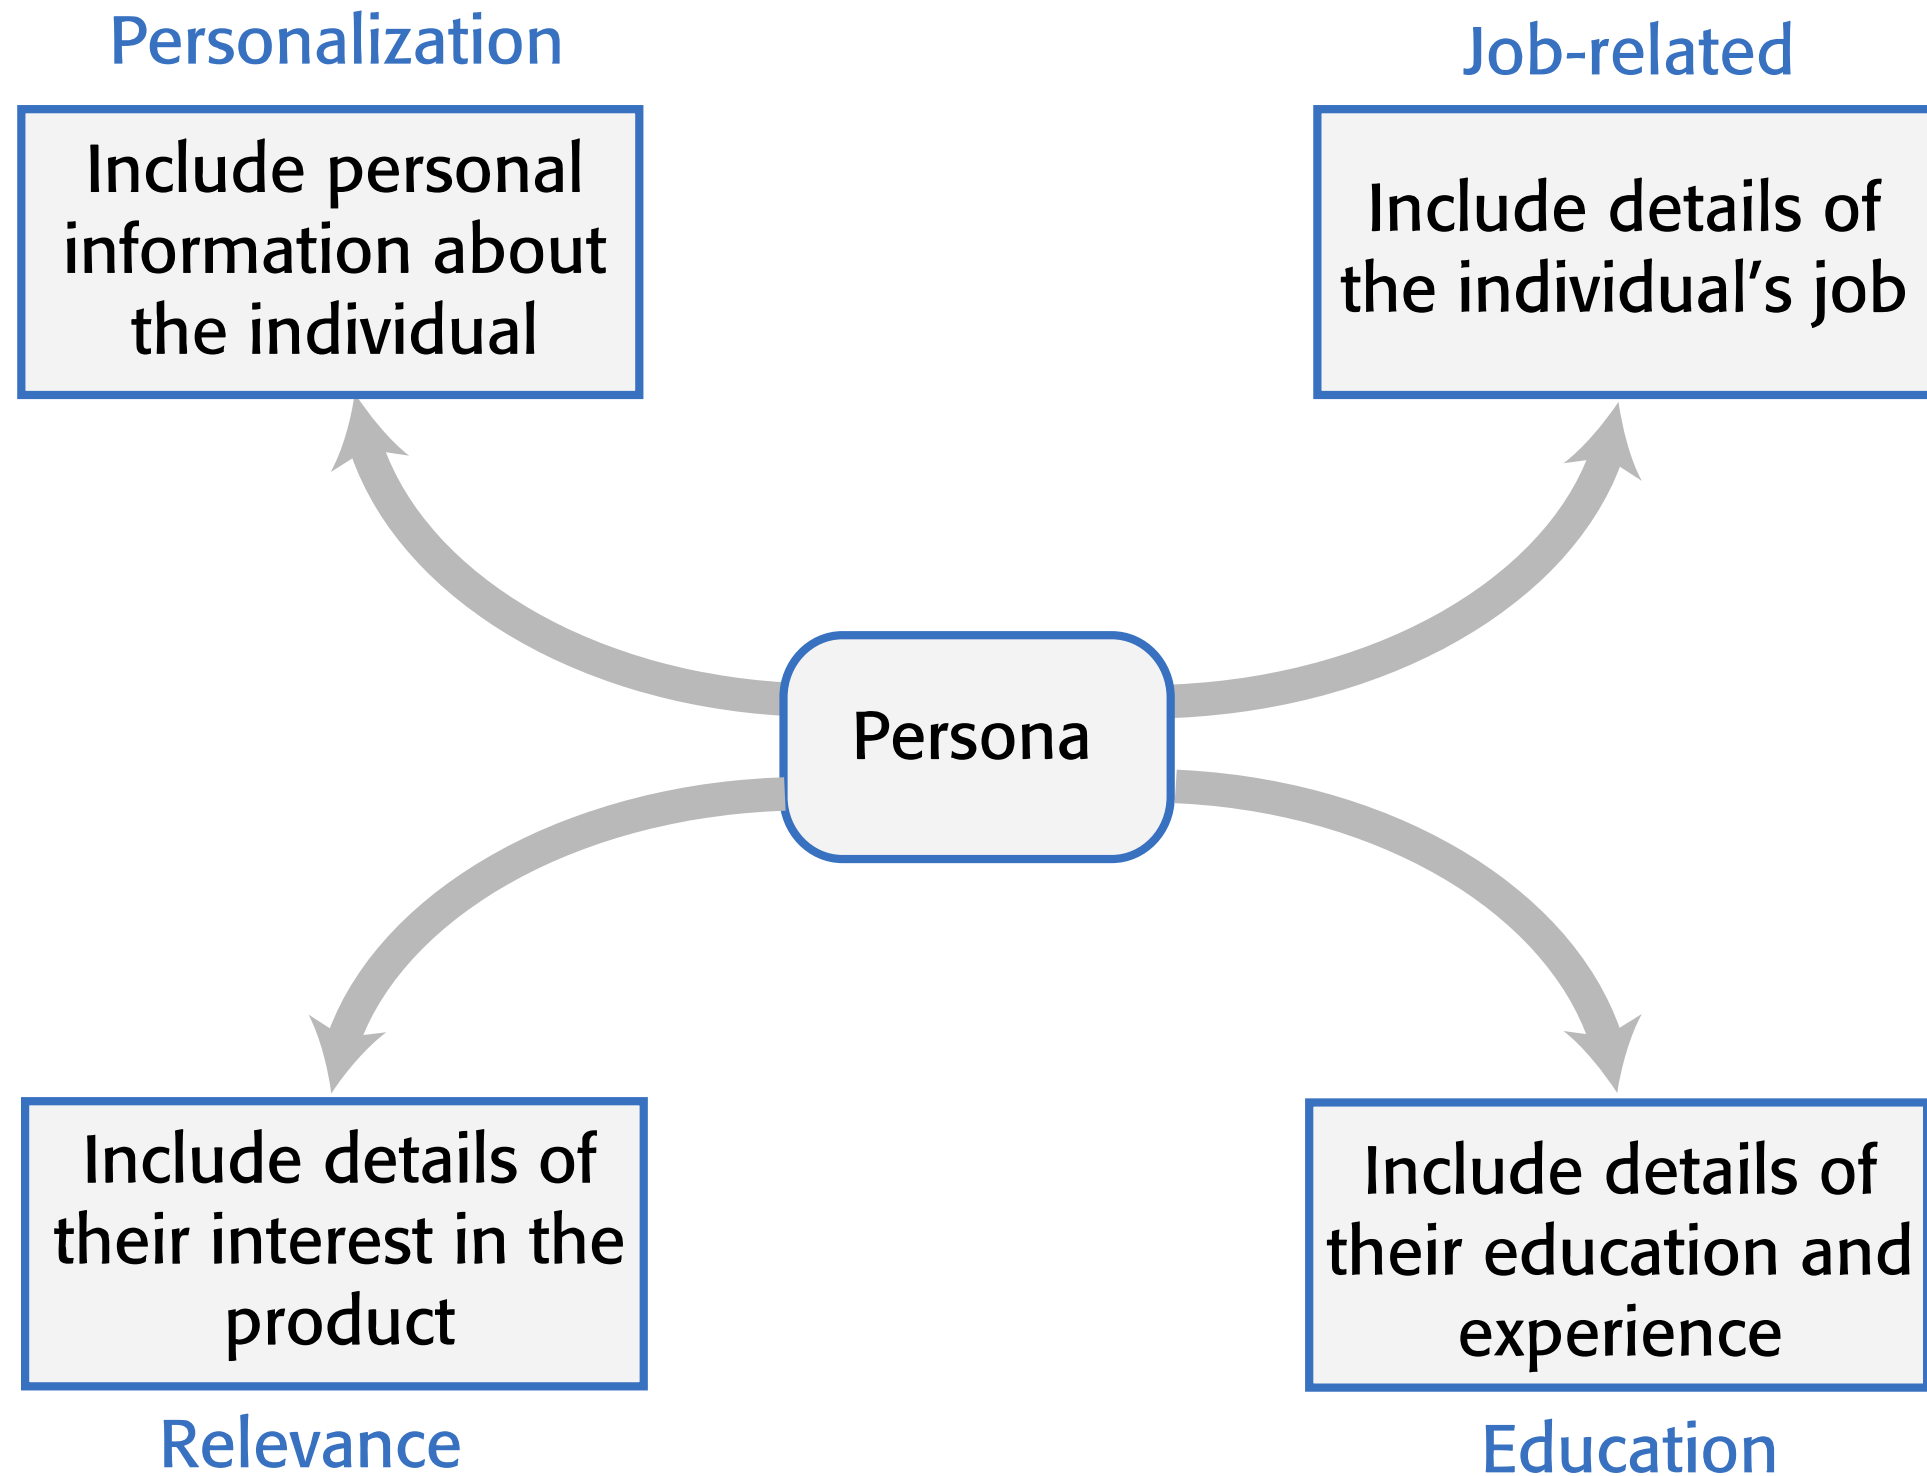 Personalization
Include personal
information about
the individual
Job-related
Include details of
the individual’s job
Persona
Include details of
their interest in the
product
Relevance
Include details of
their education and
experience
Education